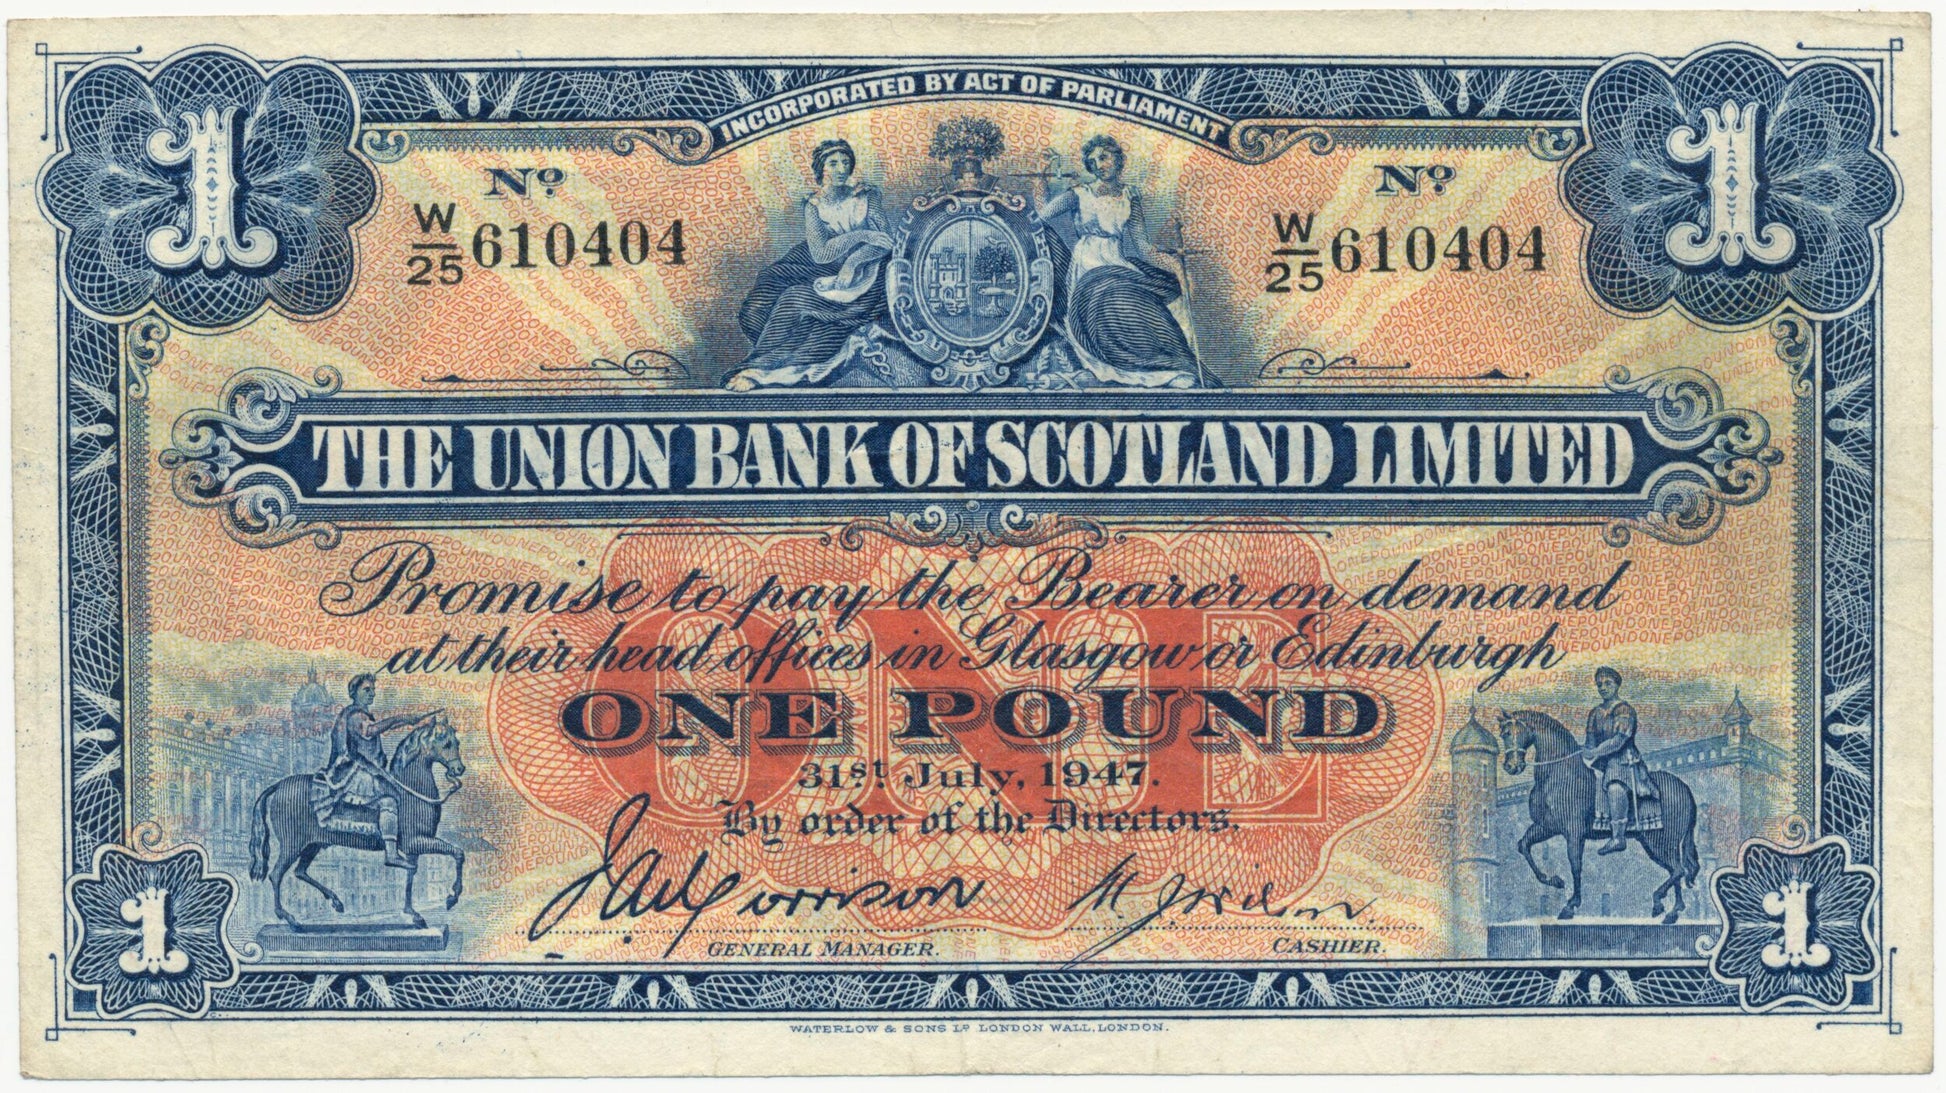 INCORPORATED BY ACT OF PARLIAMENT
1 1
Nº Nº
W/25 610404 W/25 610404
THE UNION BANK OF SCOTLAND LIMITED
Promise to pay the Bearer on demand
at their head offices in Glasgow or Edinburgh
ONE
ONE POUND
31st. July, 1947.
By order of the Directors.
J.A. Morrison
GENERAL MANAGER. CASHIER.
1 1
WATERLOW & SONS Lᴰ LONDON WALL, LONDON.